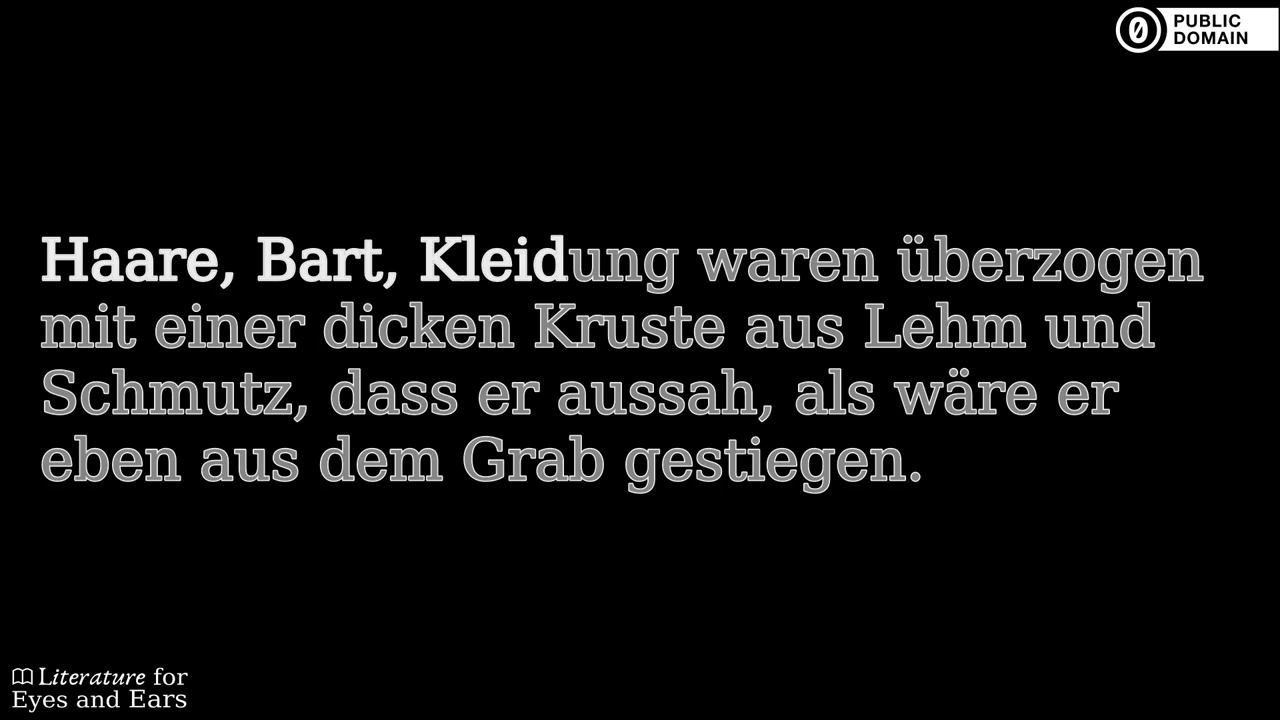 PUBLIC
DOMAIN
Haare, Bart, Kleidung waren überzogen
mit einer dicken Kruste aus Lehm und
Schmutz, dass er aussah, als wäre er
eben aus dem Grab gestiegen.
Literature for
Eyes and Ears